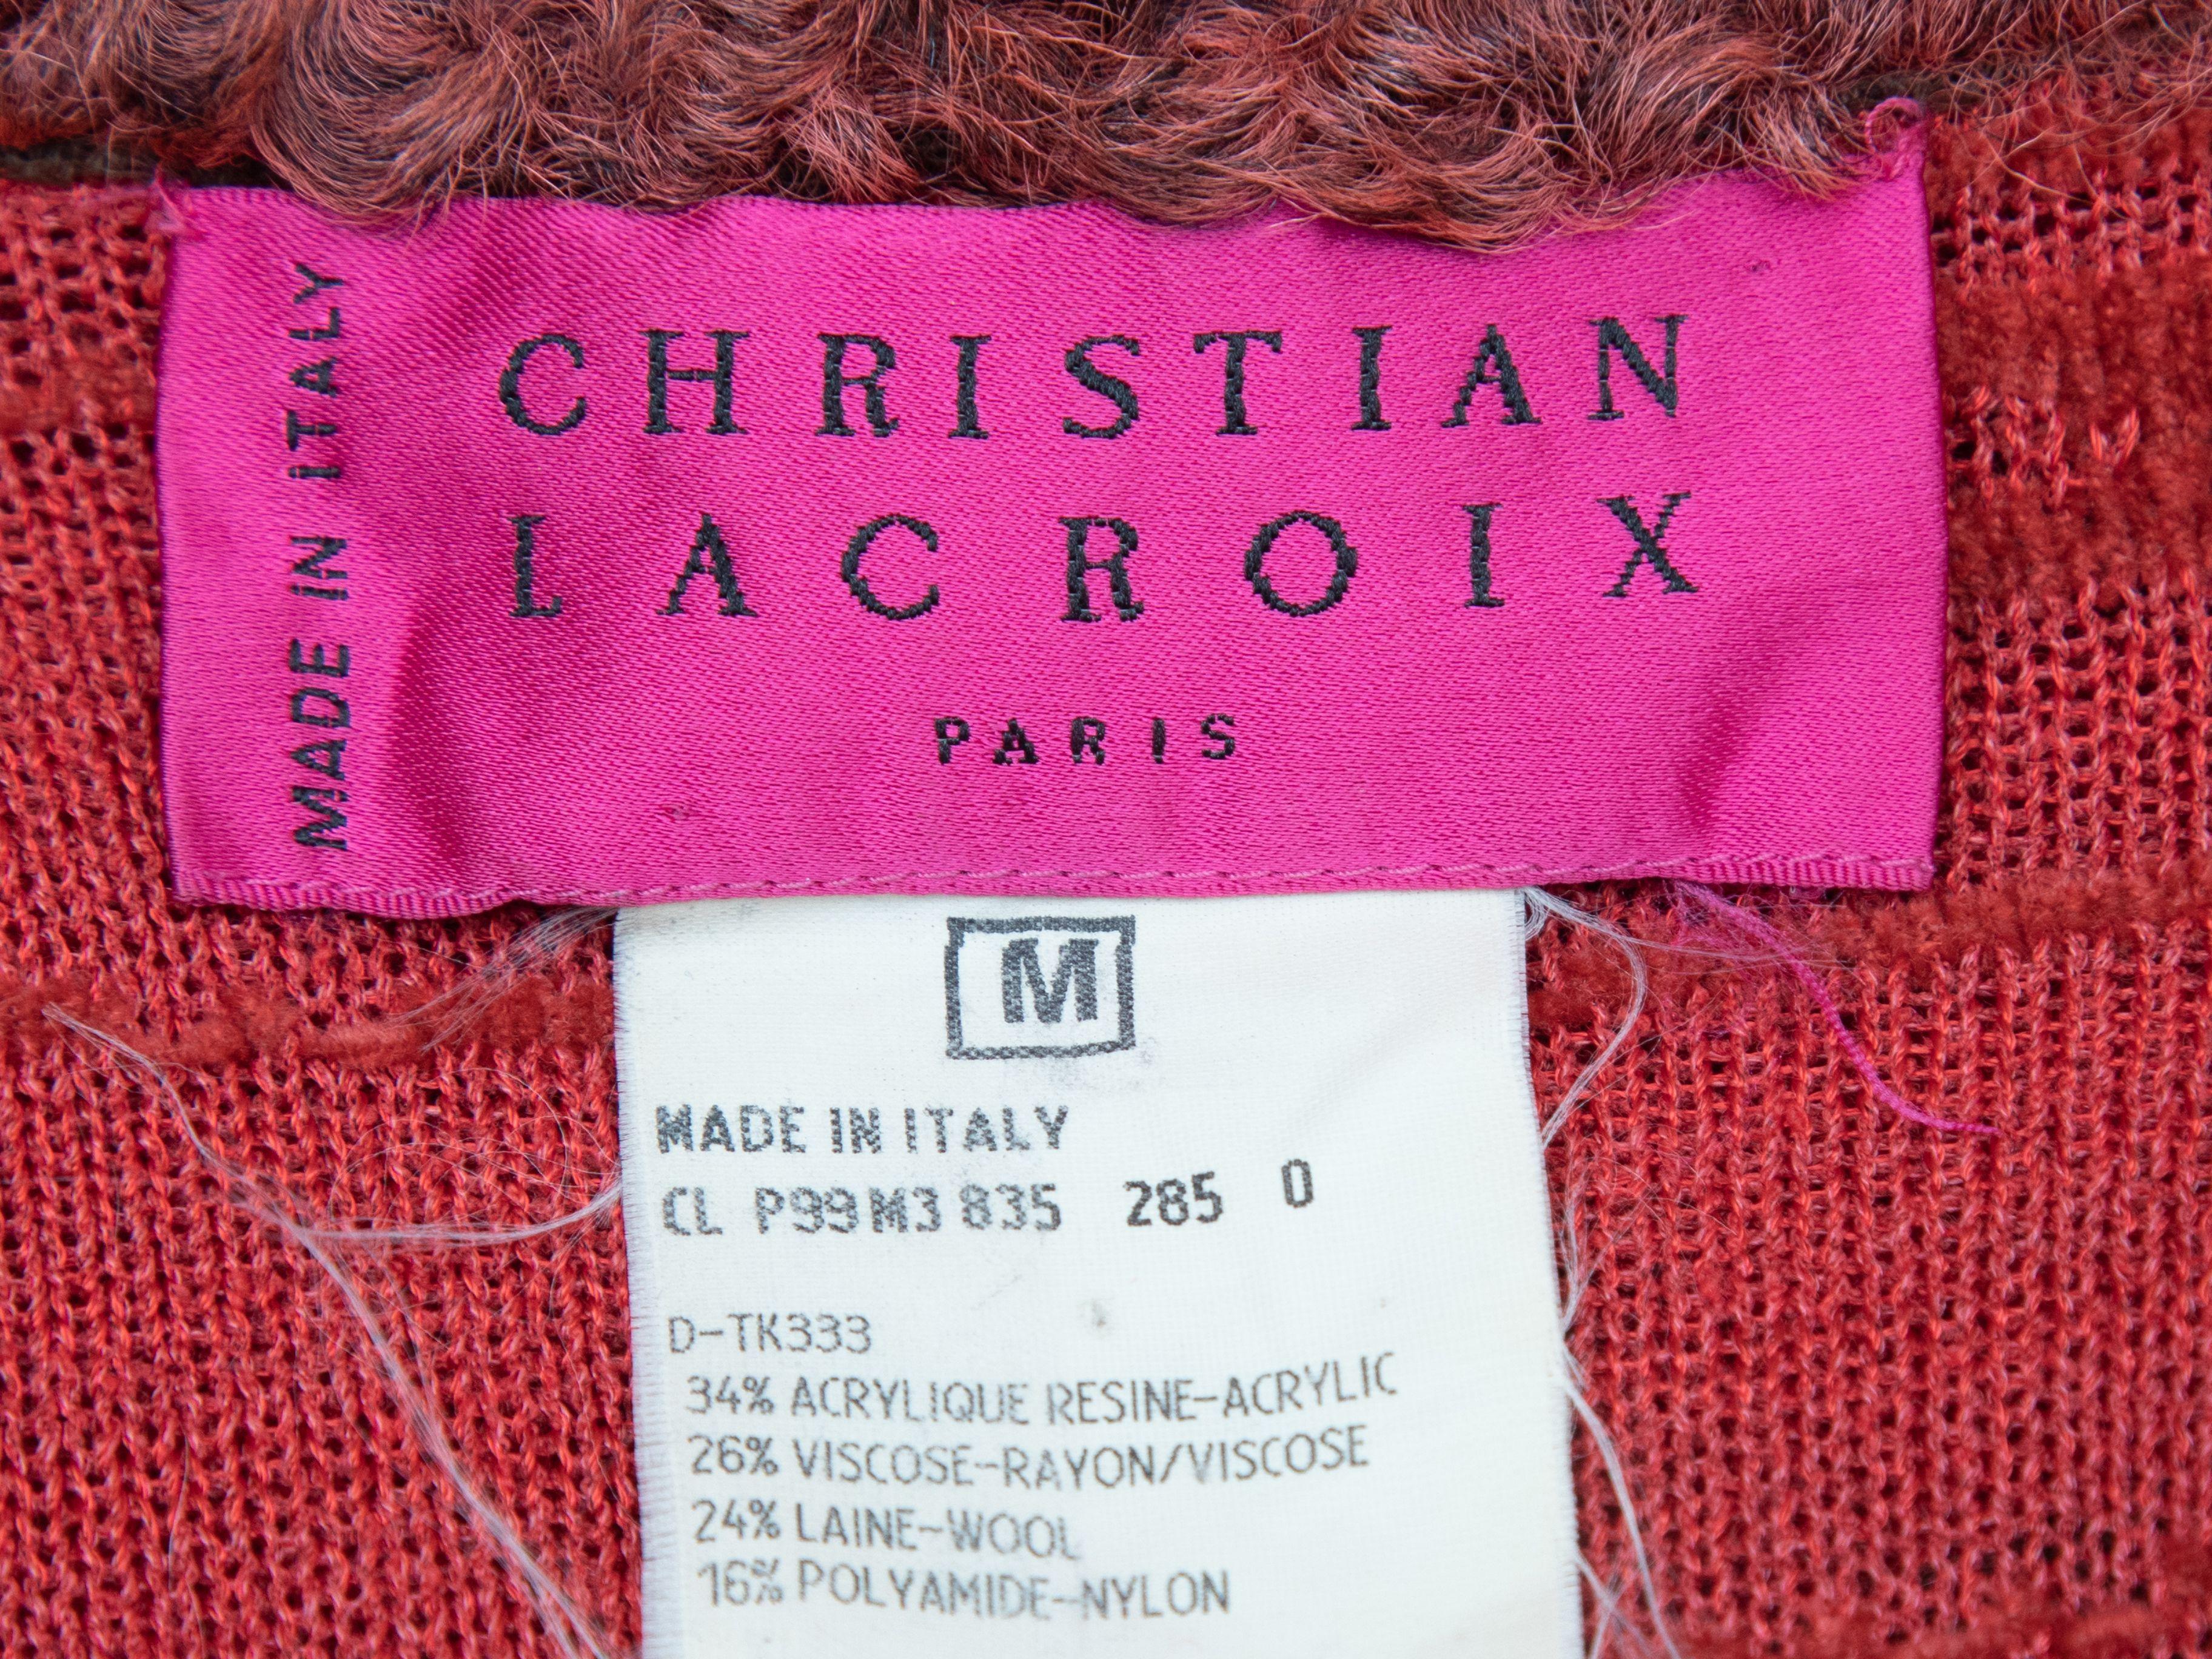 MADE IN ITALY
CHRISTIAN
LACROIX
PARIS
M
MADE IN ITALY
CL P99M3 835 285 0
D-TK333
34% ACRYLIQUE RESINE-ACRYLIC
26% VISCOSE-RAYON/VISCOSE
24% LAINE-WOOL
16% POLYAMIDE-NYLON